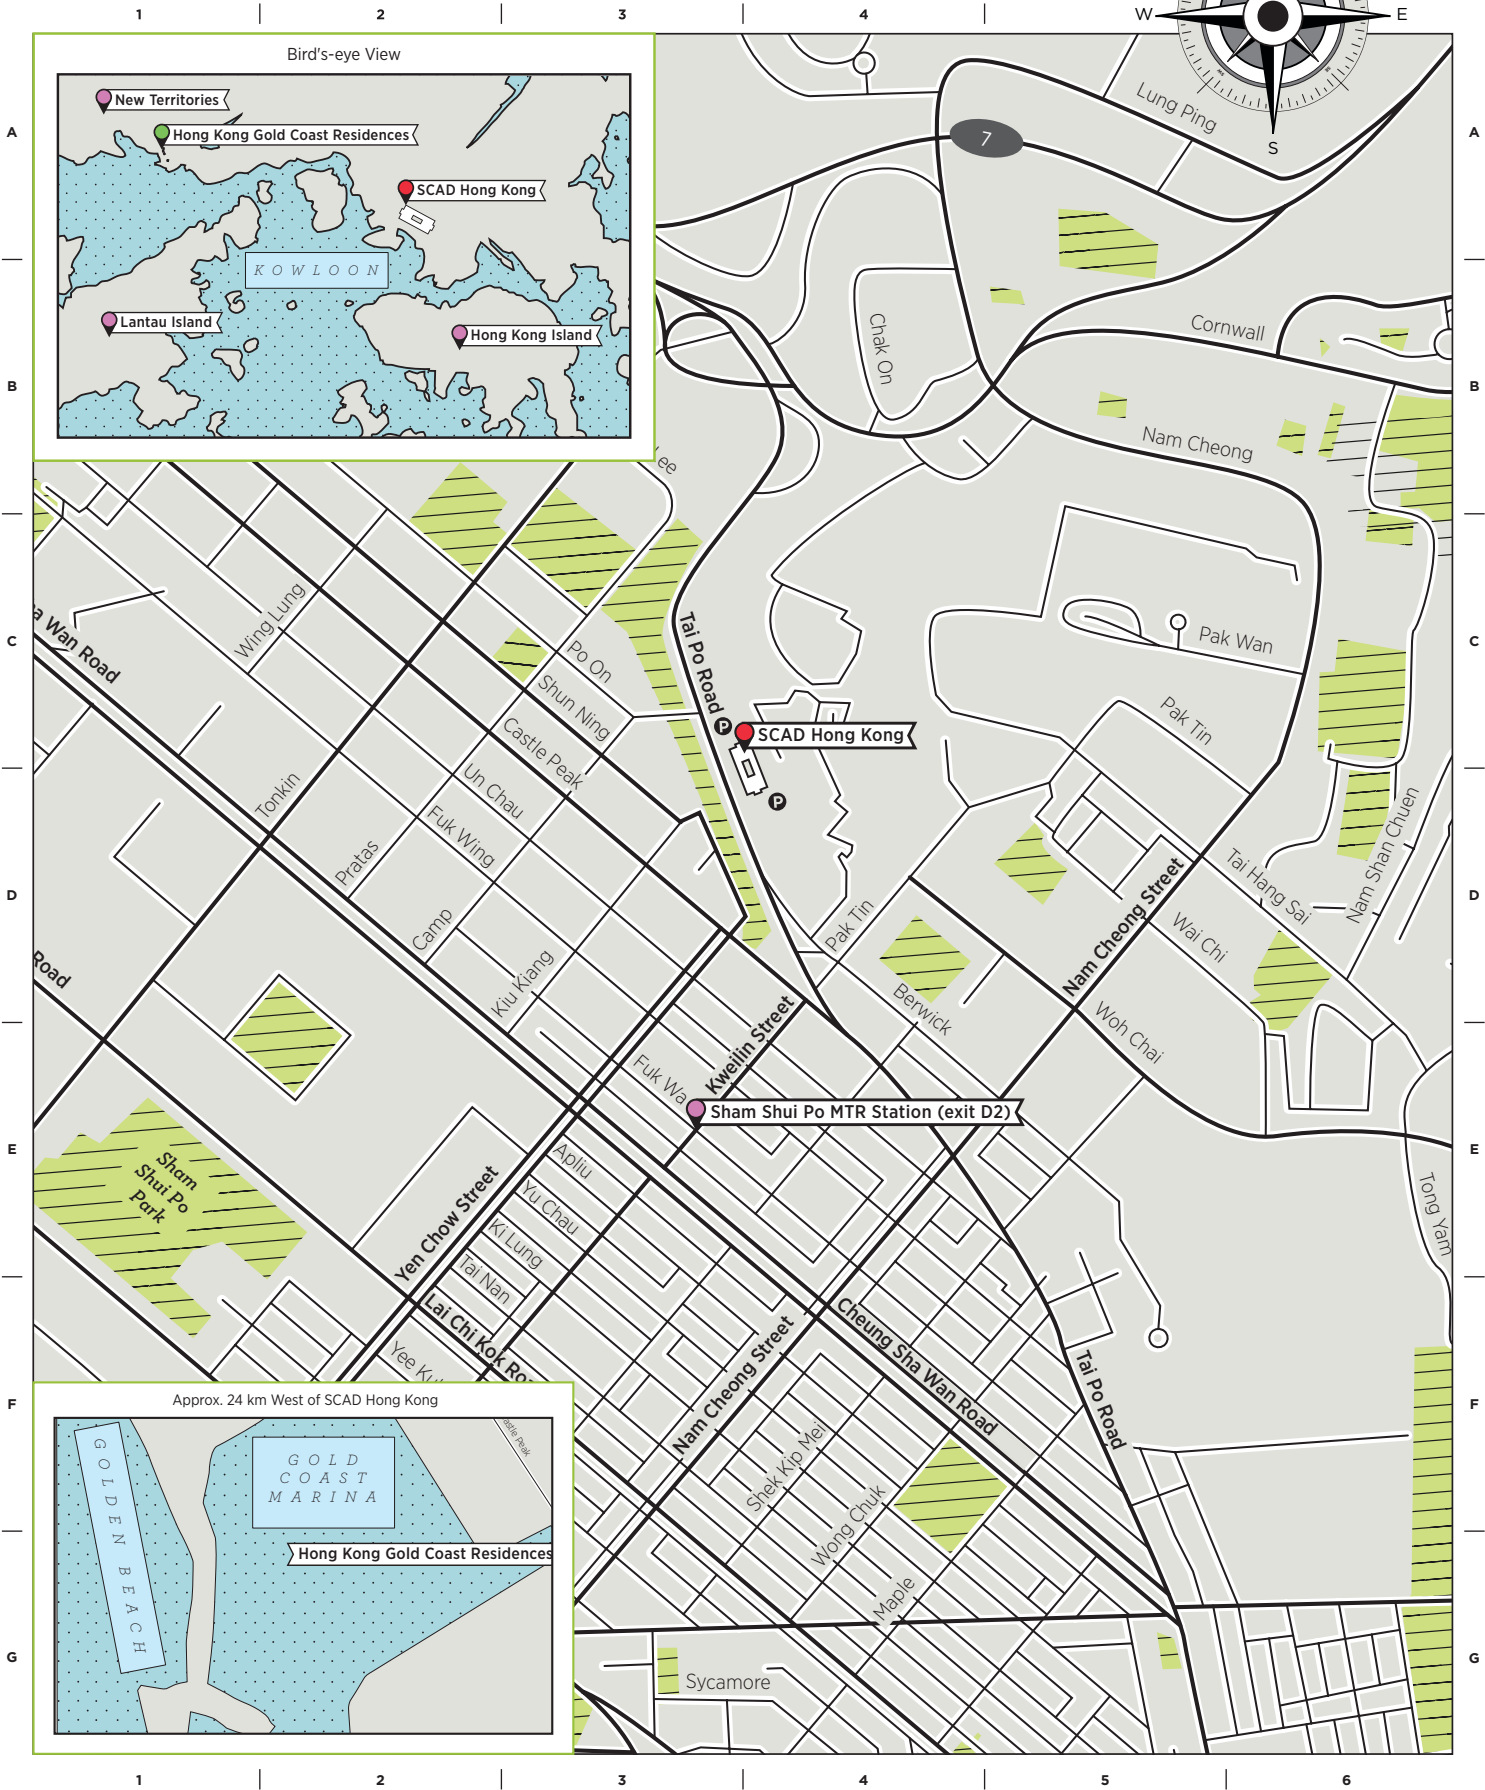 1
2
3
4
W
E
S
Bird's-eye View
New Territories
Hong Kong Gold Coast Residences
SCAD Hong Kong
KOWLOON
Lantau Island
Hong Kong Island
A
A
Lung Ping
7
B
B
Chak On
Cornwall
Nam Cheong
ee
C
C
a Wan Road
Wing Lung
Po On
Shun Ning
Castle Peak
Tai Po Road
P
SCAD Hong Kong
P
Pak Wan
Pak Tin
D
D
Tonkin
Un Chau
Fuk Wing
Pratas
Camp
Kiu Kiang
Pak Tin
Berwick
Nam Cheong Street
Tai Hang Sai
Wai Chi
Nam Shan Chuen
Road
Woh Chai
Kweilin Street
Fuk Wa
Sham Shui Po MTR Station (exit D2)
E
E
Sham
Shui Po
Park
Apliu
Yu Chau
Ki Lung
Tai Nan
Yen Chow Street
Tong Yam
Lai Chi Kok Roa
Yee Ku
Cheung Sha Wan Road
Nam Cheong Street
Tai Po Road
F
F
Shek Kip Mei
Wong Chuk
Maple
Sycamore
G
G
Approx. 24 km West of SCAD Hong Kong
GOLDEN BEACH
GOLD
COAST
MARINA
astle Peak
Hong Kong Gold Coast Residences
1
2
3
4
5
6